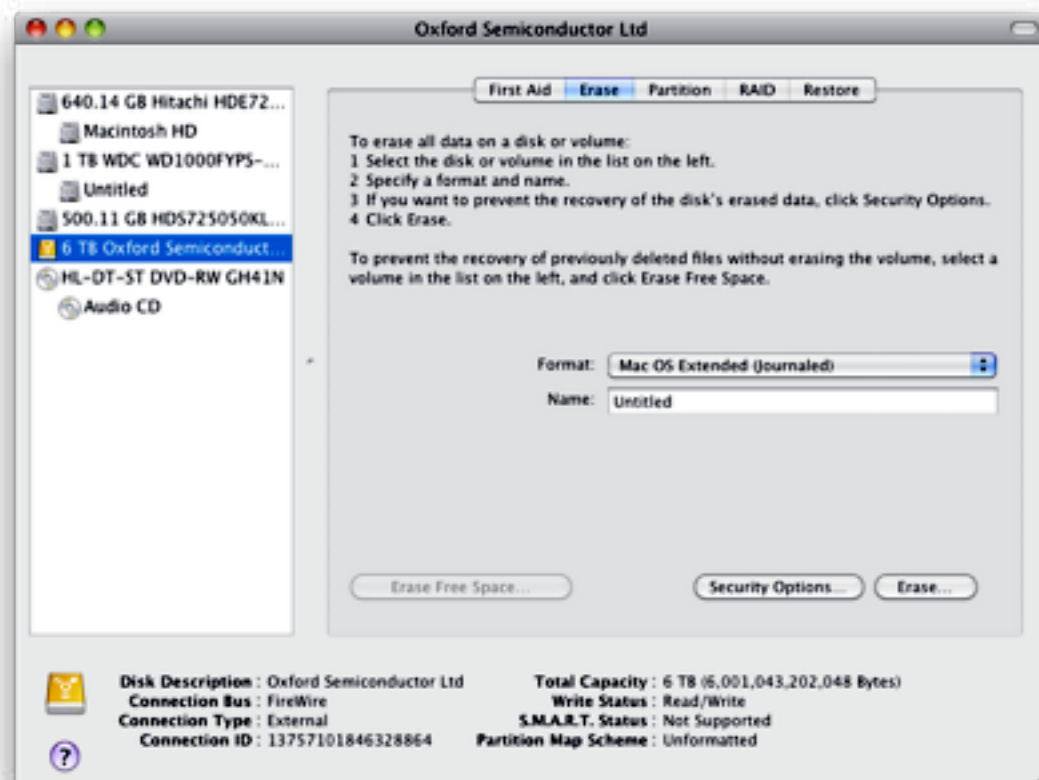 Oxford Semiconductor Ltd
First Aid Erase Partition RAID Restore
640.14 GB Hitachi HDE72...
Macintosh HD
1 TB WDC WD1000FYPS-...
Untitled
500.11 GB HDS725050KL...
6 TB Oxford Semiconduct...
HL-DT-ST DVD-RW GH41N
Audio CD
To erase all data on a disk or volume:
1 Select the disk or volume in the list on the left.
2 Specify a format and name.
3 If you want to prevent the recovery of the disk's erased data, click Security Options.
4 Click Erase.
To prevent the recovery of previously deleted files without erasing the volume, select a
volume in the list on the left, and click Erase Free Space.
Format: Mac OS Extended (Journaled)
Name: Untitled
Erase Free Space... Security Options... Erase...
Disk Description : Oxford Semiconductor Ltd
Connection Bus : FireWire
Connection Type : External
Connection ID : 13757101846328864
Total Capacity : 6 TB (6,001,043,202,048 Bytes)
Write Status : Read/Write
S.M.A.R.T. Status : Not Supported
Partition Map Scheme : Unformatted
?